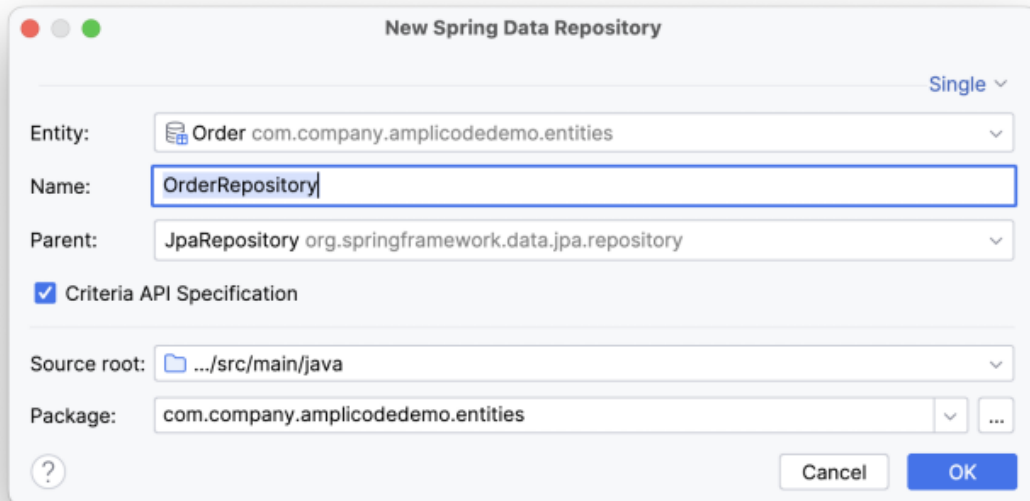 New Spring Data Repository
Single
Entity: Order com.company.amplicodedemo.entities
Name: OrderRepository
Parent: JpaRepository org.springframework.data.jpa.repository
Criteria API Specification
Source root: .../src/main/java
Package: com.company.amplicodedemo.entities ...
? Cancel OK